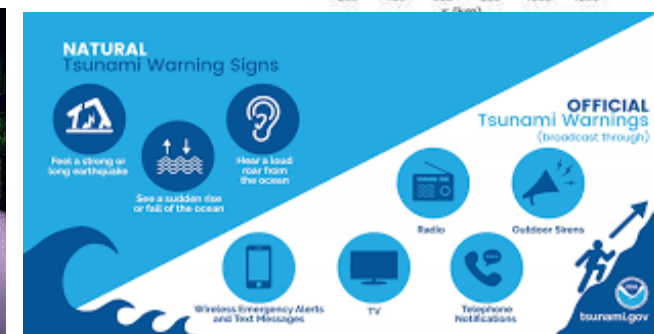 NATURAL
Tsunami Warning Signs
Feel a strong or
long earthquake
Hear a loud
roar from
the ocean
See a sudden rise
or fall of the ocean
OFFICIAL
Tsunami Warnings
(broadcast through)
Radio
Outdoor Sirens
Wireless Emergency Alerts
and Text Messages
TV
Telephone
Notifications
tsunami.gov